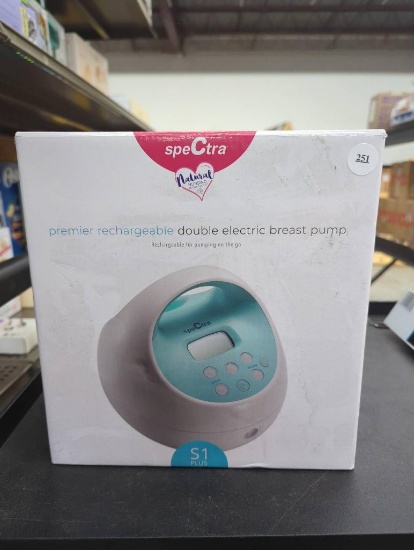 speCtra
Natural
251
premier rechargeable double electric breast pump
Rechargeable for pumping on the go
speCtra
S1
PLUS